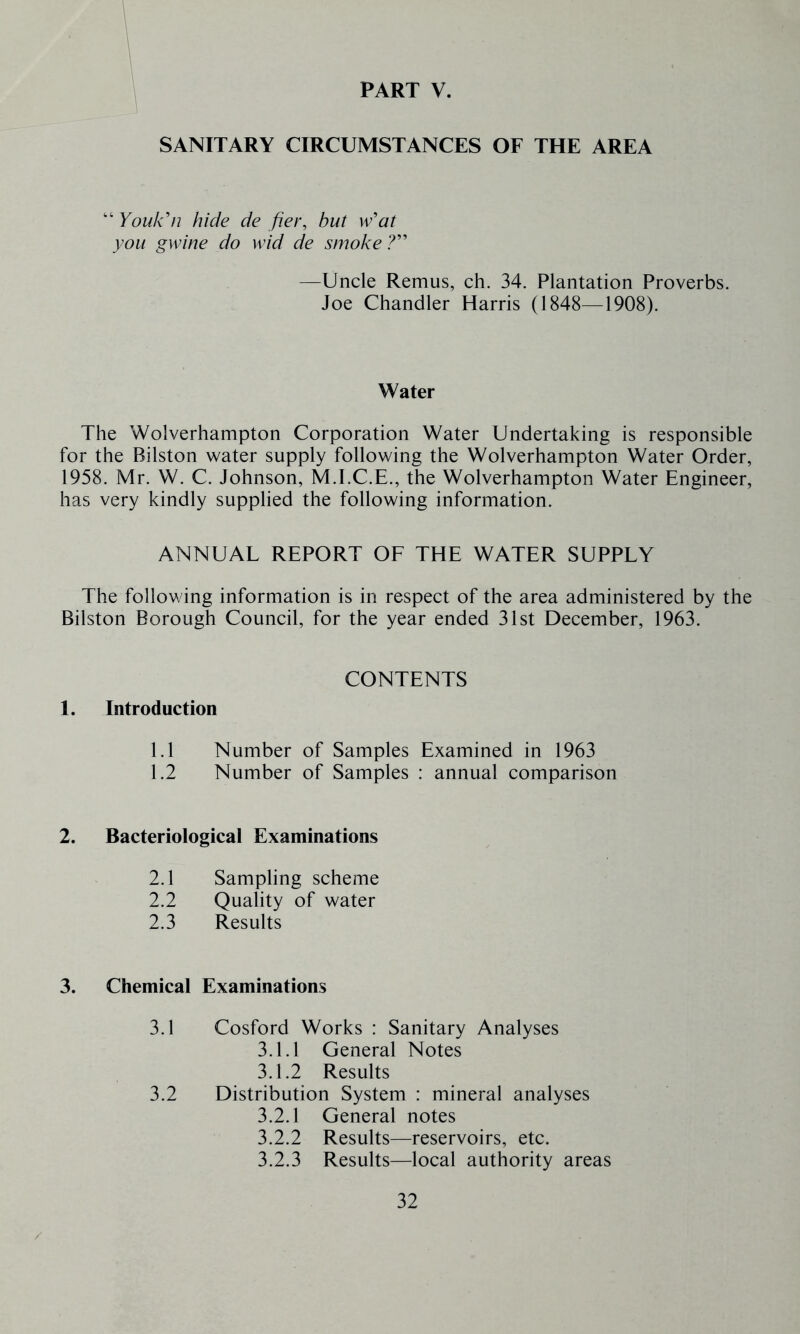 PART V.
SANITARY CIRCUMSTANCES OF THE AREA
“Youk'n hide de fier, but w'at
you gwine do wid de smoke?”
—Uncle Remus, ch. 34. Plantation Proverbs.
Joe Chandler Harris (1848—1908).
Water
The Wolverhampton Corporation Water Undertaking is responsible
for the Bilston water supply following the Wolverhampton Water Order,
1958. Mr. W. C. Johnson, M.I.C.E., the Wolverhampton Water Engineer,
has very kindly supplied the following information.
ANNUAL REPORT OF THE WATER SUPPLY
The following information is in respect of the area administered by the
Bilston Borough Council, for the year ended 31st December, 1963.
CONTENTS
1. Introduction
1.1 Number of Samples Examined in 1963
1.2 Number of Samples : annual comparison
2. Bacteriological Examinations
2.1 Sampling scheme
2.2 Quality of water
2.3 Results
3. Chemical Examinations
3.1 Cosford Works : Sanitary Analyses
3.1.1 General Notes
3.1.2 Results
3.2 Distribution System : mineral analyses
3.2.1 General notes
3.2.2 Results—reservoirs, etc.
3.2.3 Results—local authority areas
32